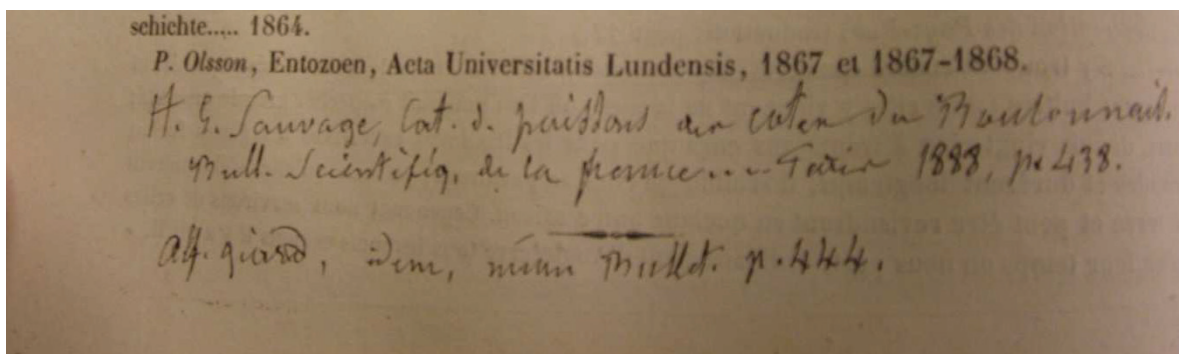 schichte..... 1864.
P. Olsson, Entozoen, Acta Universitatis Lundensis, 1867 et 1867-1868.
H. E. Sauvage, Cat. d. poissons des côtes du Boulonnais.
Bull. Scientifiq. de la france... Paris 1888, p. 438.
Alf. giard, idem, même Bullet. p. 444.